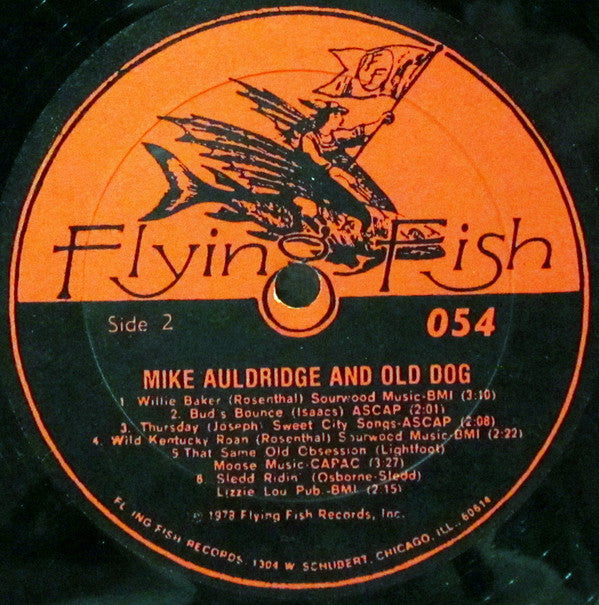 Flying Fish
Side 2
054
MIKE AULDRIDGE AND OLD DOG
1 Willie Baker (Rosenthal) Sourwood Music-BMI (3:10)
2. Bud's Bounce (Isaacs) ASCAP (2:01)
3. Thursday (Joseph) Sweet City Songs-ASCAP (2:08)
4. Wild Kentucky Roan (Rosenthal) Sourwood Music-BMI (2:22)
5 That Same Old Obsession (Lightfoot)
Moose Music-CAPAC (3:27)
6. Sledd Ridin' (Osborne-Sledd)
Lizzie Lou Pub.-BMI (2:15)
© 1978 Flying Fish Records, Inc.
FLYING FISH RECORDS, 1304 W. SCHUBERT, CHICAGO, ILL., 60614